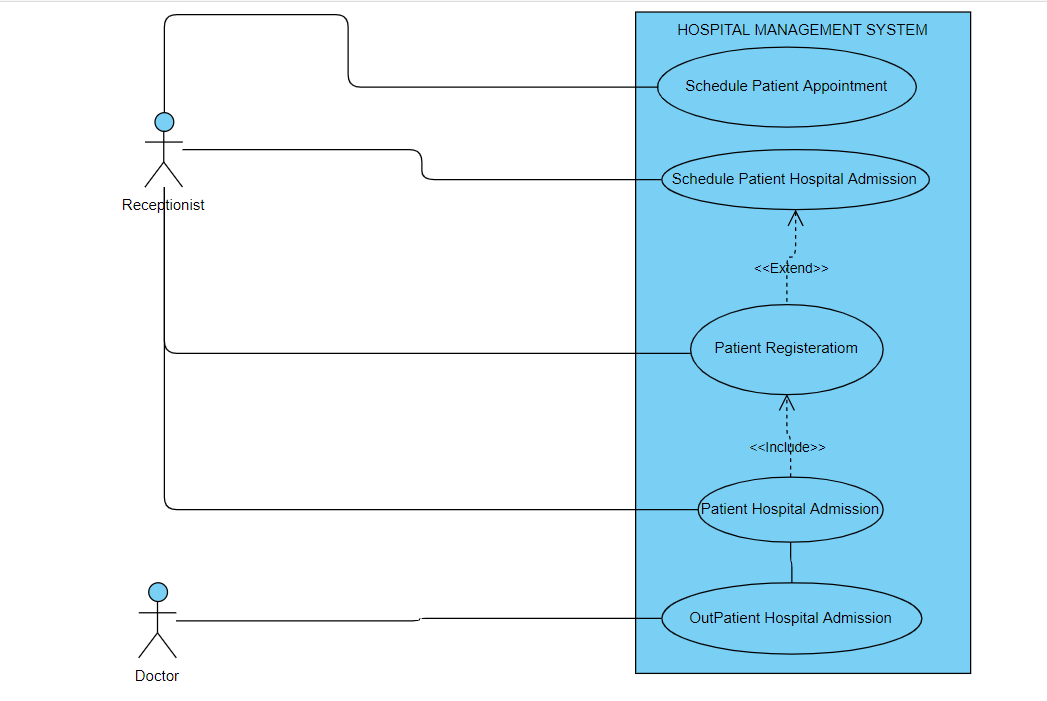 HOSPITAL MANAGEMENT SYSTEM
Schedule Patient Appointment
Schedule Patient Hospital Admission
Receptionist
<<Extend>>
Patient Registeratiom
<<Include>>
Patient Hospital Admission
OutPatient Hospital Admission
Doctor